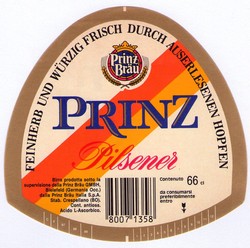 FEINHERB UND WÜRZIG FRISCH DURCH AUSERLESENEN HOPFEN
Prinz
Bräu
PRINZ
Pilsener
Birra prodotta sotto la
supervisione della Prinz Bräu GMBH,
Bielefeld (Germania Occ.)
dalla Prinz Bräu Italia S.p.A.
Stab. Crespellano (BO).
Cont. antioss.
Acido L-Ascorbico.
8007 1358
Contenuto 66 cl
da consumarsi
preferibilmente
entro